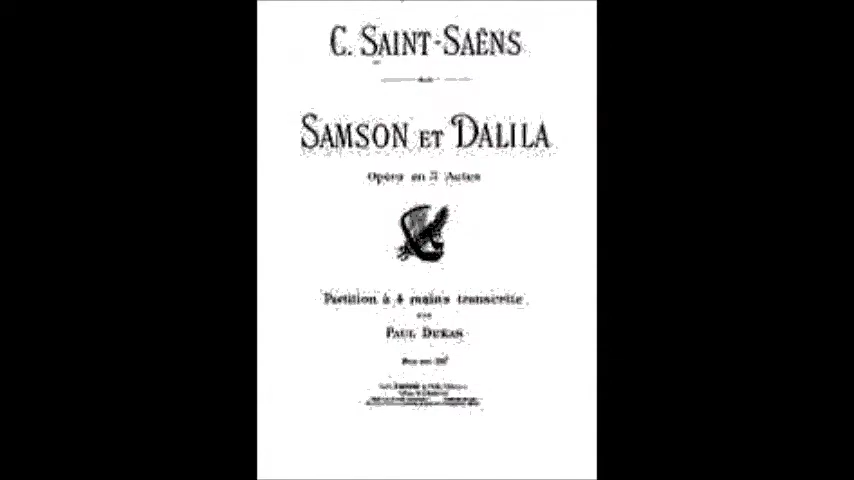 C. SAINT-SAËNS
SAMSON ET DALILA
Opéra en 3 Actes
Partition à 4 mains transcrite
PAR
PAUL DUKAS